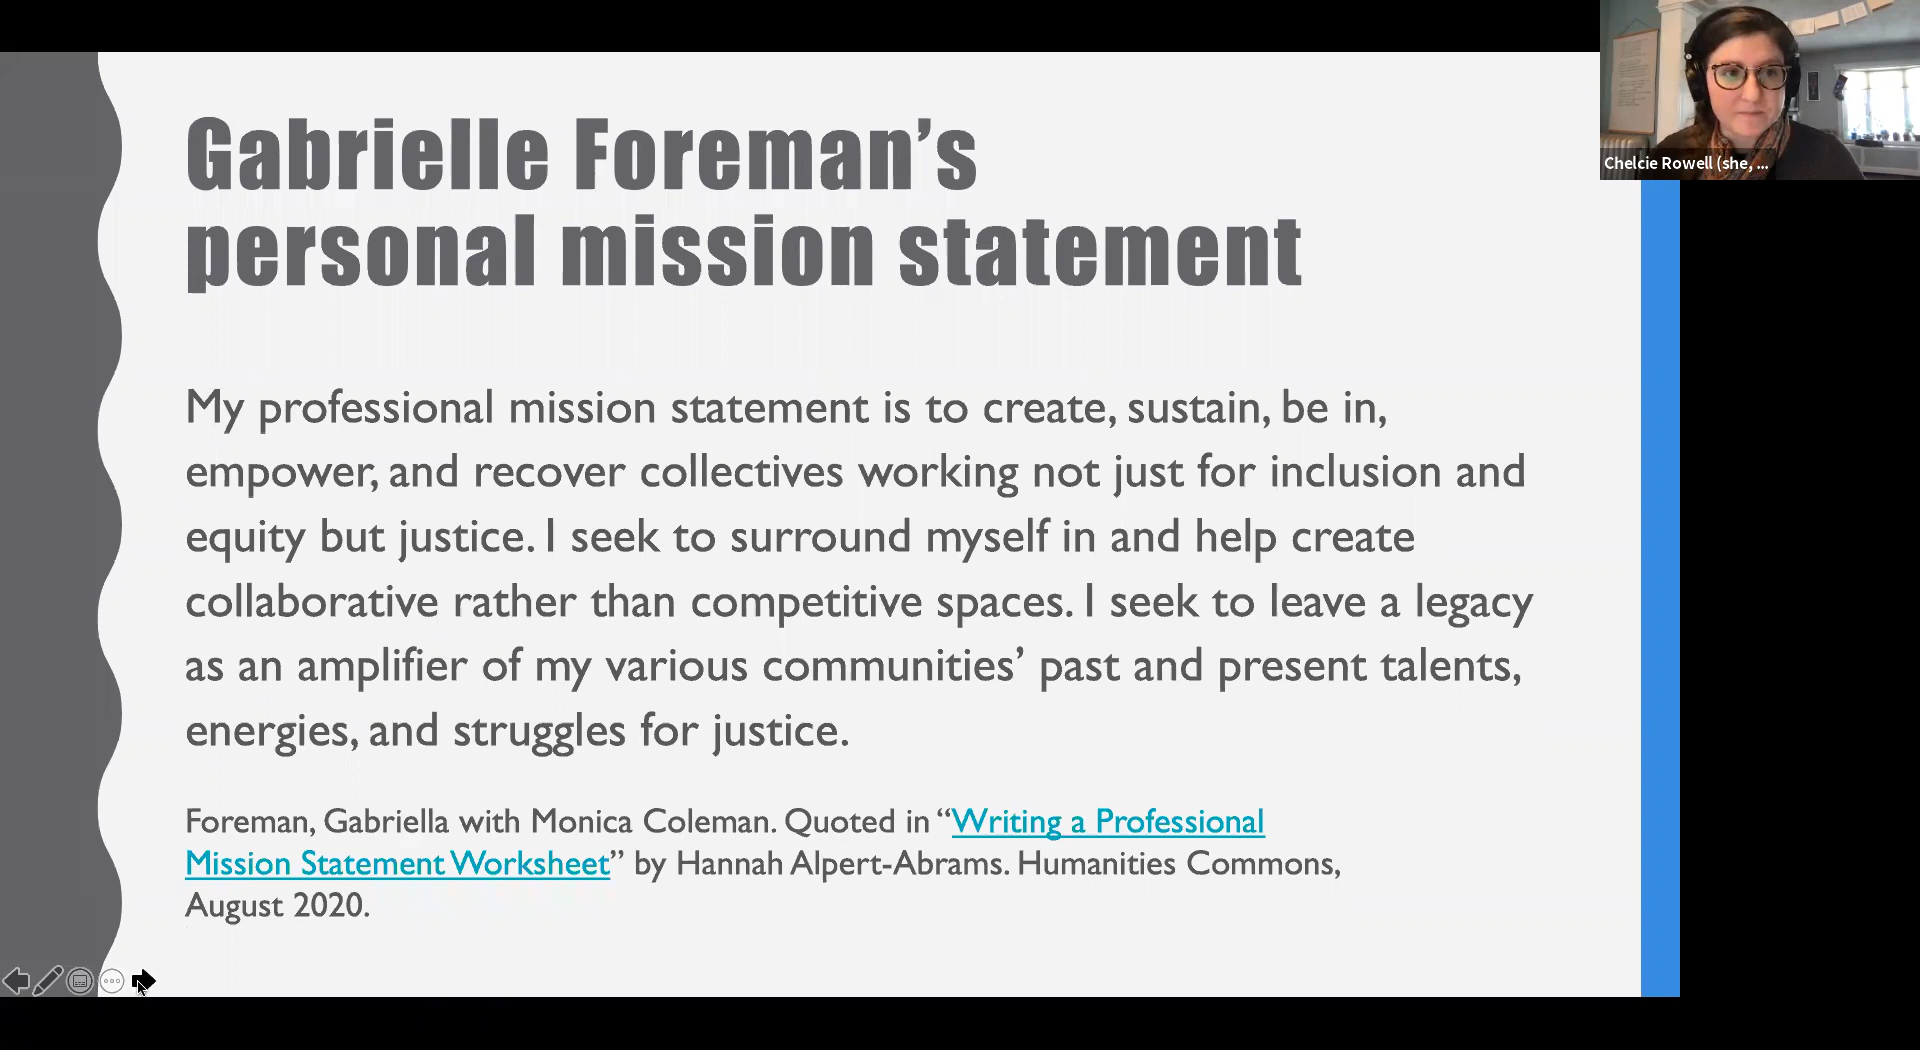 Gabrielle Foreman’s
personal mission statement
My professional mission statement is to create, sustain, be in,
empower, and recover collectives working not just for inclusion and
equity but justice. I seek to surround myself in and help create
collaborative rather than competitive spaces. I seek to leave a legacy
as an amplifier of my various communities’ past and present talents,
energies, and struggles for justice.
Foreman, Gabriella with Monica Coleman. Quoted in “Writing a Professional
Mission Statement Worksheet” by Hannah Alpert-Abrams. Humanities Commons,
August 2020.
Chelcie Rowell (she, ...